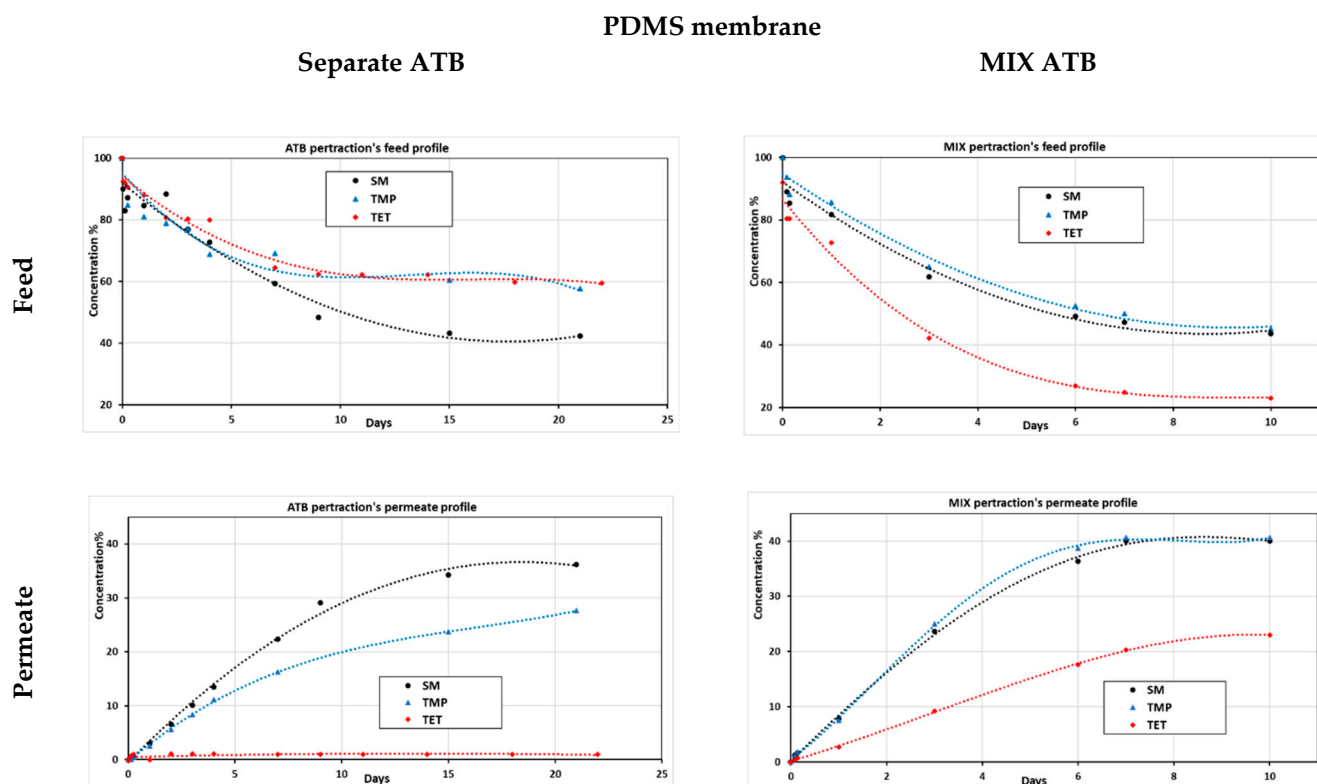 PDMS membrane
Separate ATB
MIX ATB
Feed
ATB pertraction's feed profile
SM
TMP
TET
Concentration %
100
80
60
40
20
0
5
10
15
20
25
Days
MIX pertraction's feed profile
SM
TMP
TET
Concentration %
100
80
60
40
20
0
2
4
6
8
10
Days
Permeate
ATB pertraction's permeate profile
SM
TMP
TET
Concentration%
40
30
20
10
0
0
5
10
15
20
25
Days
MIX pertraction's permeate profile
SM
TMP
TET
Concentration %
40
30
20
10
0
0
2
4
6
8
10
Days